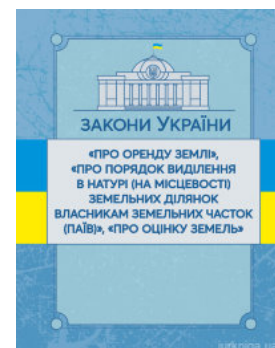 ЗАКОНИ УКРАЇНИ
«ПРО ОРЕНДУ ЗЕМЛІ»,
«ПРО ПОРЯДОК ВИДІЛЕННЯ
В НАТУРІ (НА МІСЦЕВОСТІ)
ЗЕМЕЛЬНИХ ДІЛЯНОК
ВЛАСНИКАМ ЗЕМЕЛЬНИХ ЧАСТОК
(ПАЇВ)», «ПРО ОЦІНКУ ЗЕМЕЛЬ»